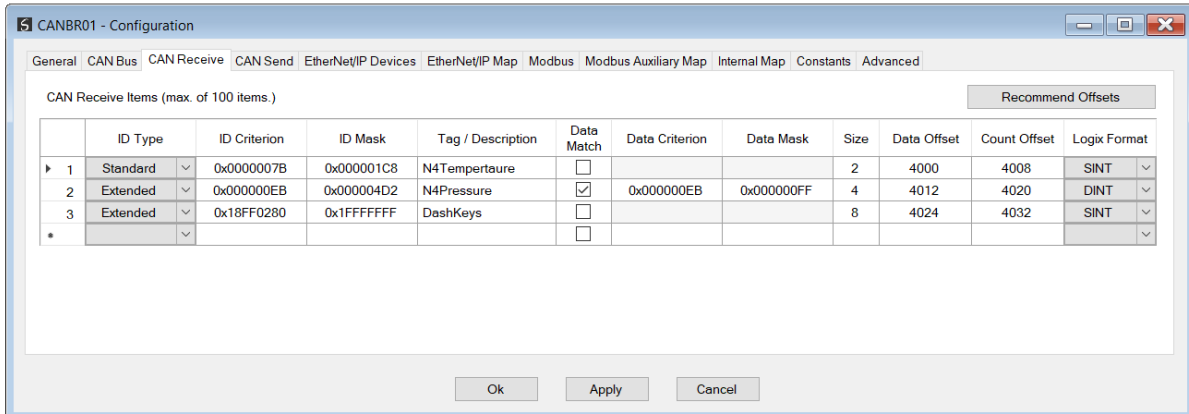 CANBR01 - Configuration
General CAN Bus CAN Receive CAN Send EtherNet/IP Devices EtherNet/IP Map Modbus Modbus Auxiliary Map Internal Map Constants Advanced
CAN Receive Items (max. of 100 items.) Recommend Offsets
ID Type ID Criterion ID Mask Tag / Description Data Match Data Criterion Data Mask Size Data Offset Count Offset Logix Format
1 Standard 0x0000007B 0x000001C8 N4Tempertaure 2 4000 4008 SINT
2 Extended 0x000000EB 0x000004D2 N4Pressure 0x000000EB 0x000000FF 4 4012 4020 DINT
3 Extended 0x18FF0280 0x1FFFFFFF DashKeys 8 4024 4032 SINT
Ok Apply Cancel